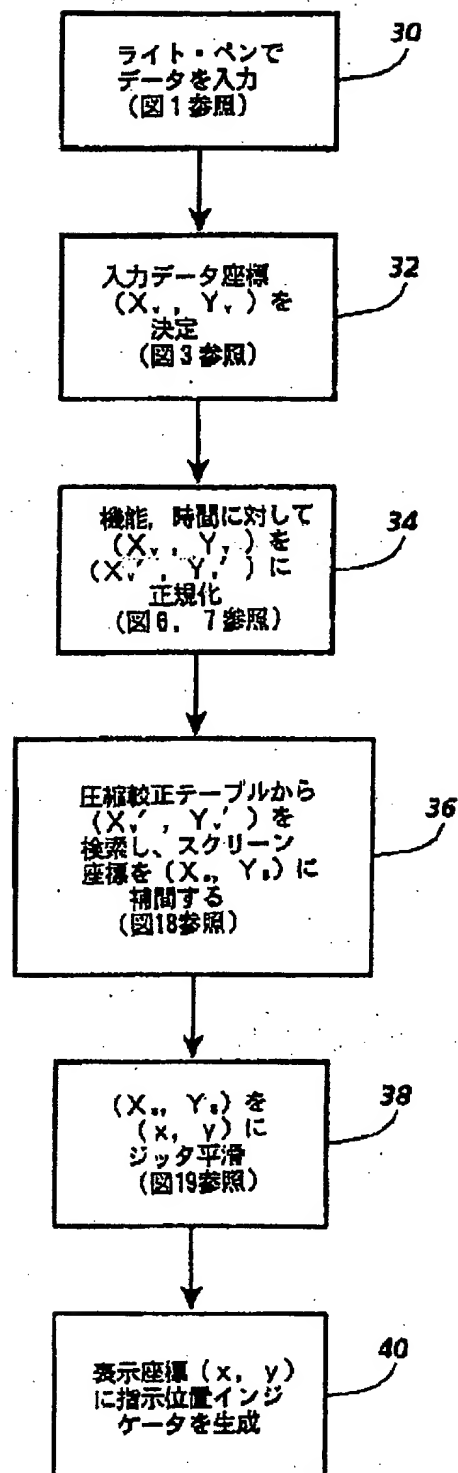 30
ライト・ペンで
データを入力
(図1参照)
32
入力データ座標
(Xv, Yv) を
決定
(図3参照)
34
機能, 時間に対して
(Xv, Yv) を
(Xv', Yv') に
正規化
(図6, 7参照)
36
圧縮較正テーブルから
(Xv', Yv') を
検索し、スクリーン
座標を (Xs, Ys) に
補間する
(図18参照)
38
(Xs, Ys) を
(x, y) に
ジッタ平滑
(図19参照)
40
表示座標 (x, y)
に指示位置インジ
ケータを生成